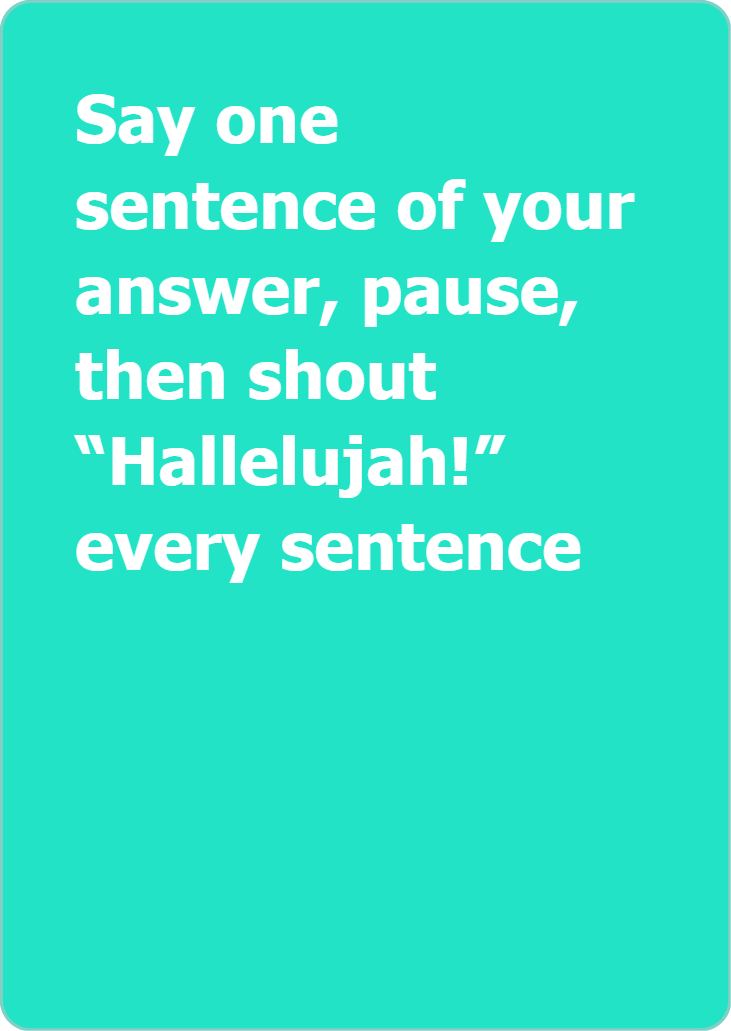 Say one
sentence of your
answer, pause,
then shout
“Hallelujah!”
every sentence